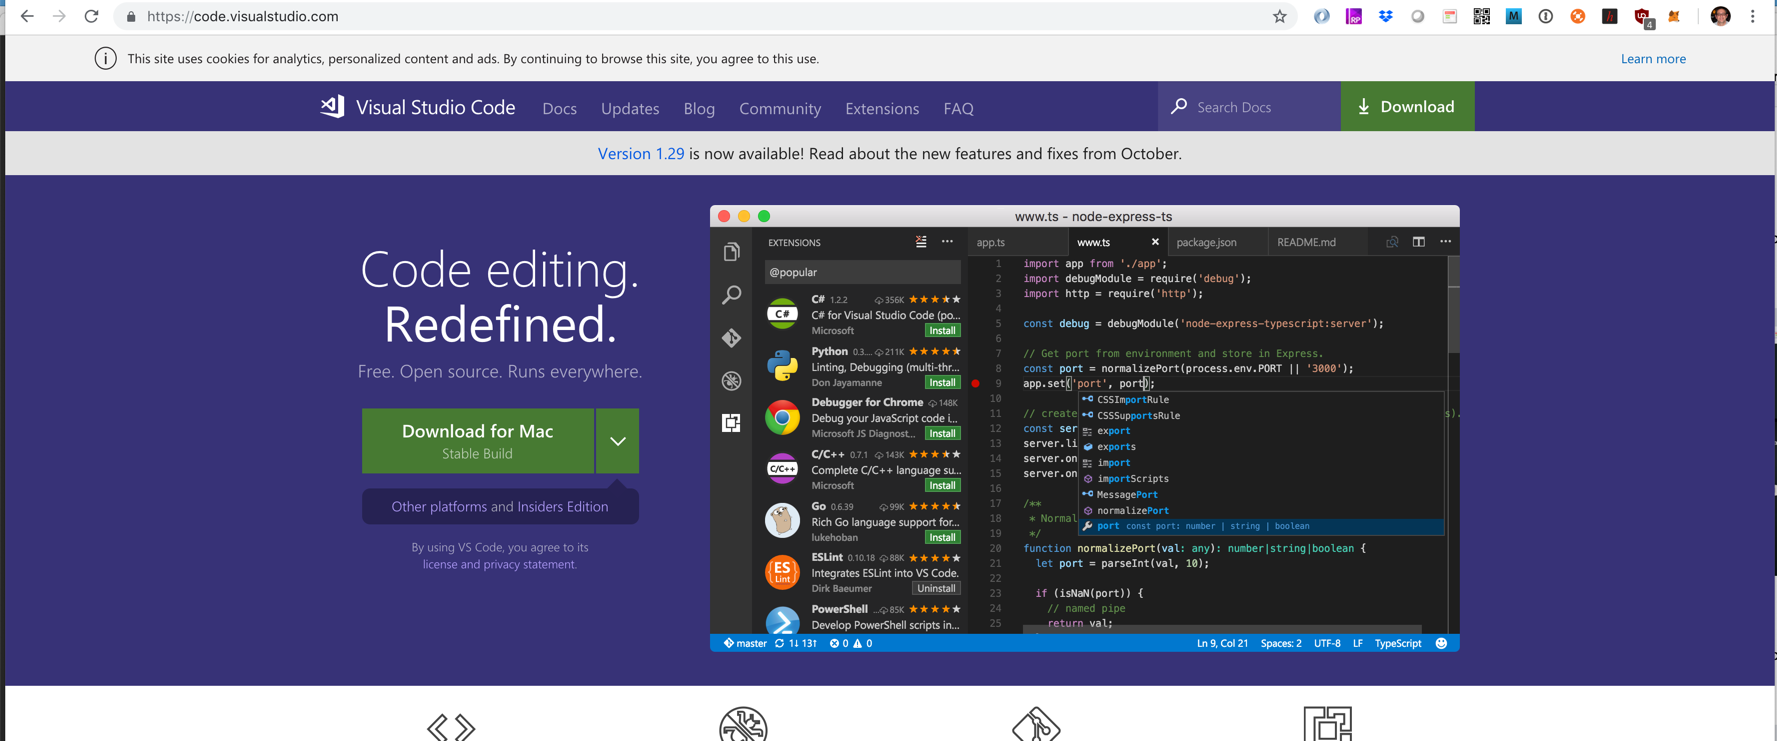 https://code.visualstudio.com
RP
M
4
This site uses cookies for analytics, personalized content and ads. By continuing to browse this site, you agree to this use.
Learn more
Visual Studio Code
Docs
Updates
Blog
Community
Extensions
FAQ
Search Docs
Download
Version 1.29 is now available! Read about the new features and fixes from October.
Code editing.
Redefined.
Free. Open source. Runs everywhere.
Download for Mac
Stable Build
Other platforms and Insiders Edition
By using VS Code, you agree to its
license and privacy statement.
www.ts - node-express-ts
EXTENSIONS
@popular
C# 1.2.2 356K
C#
C# for Visual Studio Code (po...
Microsoft Install
Python 0.3.... 211K
Linting, Debugging (multi-thr...
Don Jayamanne Install
Debugger for Chrome 148K
Debug your JavaScript code i...
Microsoft JS Diagnost... Install
C/C++ 0.7.1 143K
C/C++
Complete C/C++ language su...
Microsoft Install
Go 0.6.39 99K
Rich Go language support for...
lukehoban Install
ESLint 0.10.18 88K
ES
Lint
Integrates ESLint into VS Code.
Dirk Baeumer Uninstall
PowerShell ... 85K
Develop PowerShell scripts in...
app.ts
www.ts
package.json
README.md
1 import app from './app';
2 import debugModule = require('debug');
3 import http = require('http');
4
5 const debug = debugModule('node-express-typescript:server');
6
7 // Get port from environment and store in Express.
8 const port = normalizePort(process.env.PORT || '3000');
9 app.set('port', port);
10
11 // create s).
12 const ser
13 server.li
14 server.on
15 server.on
16
17 /**
18 * Normal
19 */
20 function normalizePort(val: any): number|string|boolean {
21 let port = parseInt(val, 10);
22
23 if (isNaN(port)) {
24 // named pipe
25 return val;
CSSImportRule
CSSSupportsRule
export
exports
import
importScripts
MessagePort
normalizePort
port const port: number | string | boolean
master 1↓ 13↑ 0 0
Ln 9, Col 21 Spaces: 2 UTF-8 LF TypeScript